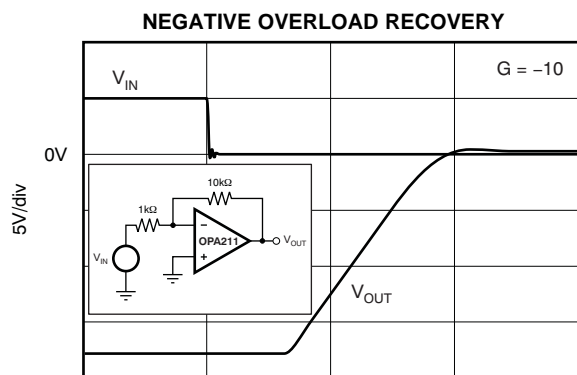 NEGATIVE OVERLOAD RECOVERY
G = −10
V_IN
0V
5V/div
10kΩ
1kΩ
−
OPA211
V_OUT
+
V_IN
V_OUT